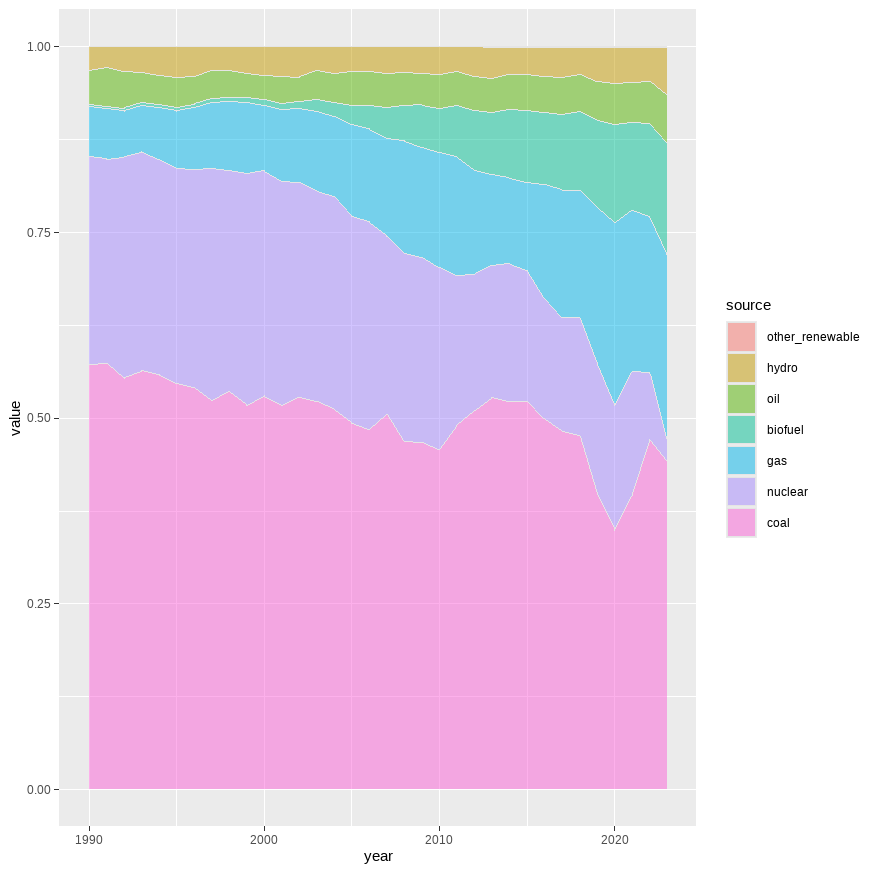 1.00
0.75
0.50
0.25
0.00
value
1990
2000
2010
2020
year
source
other_renewable
hydro
oil
biofuel
gas
nuclear
coal